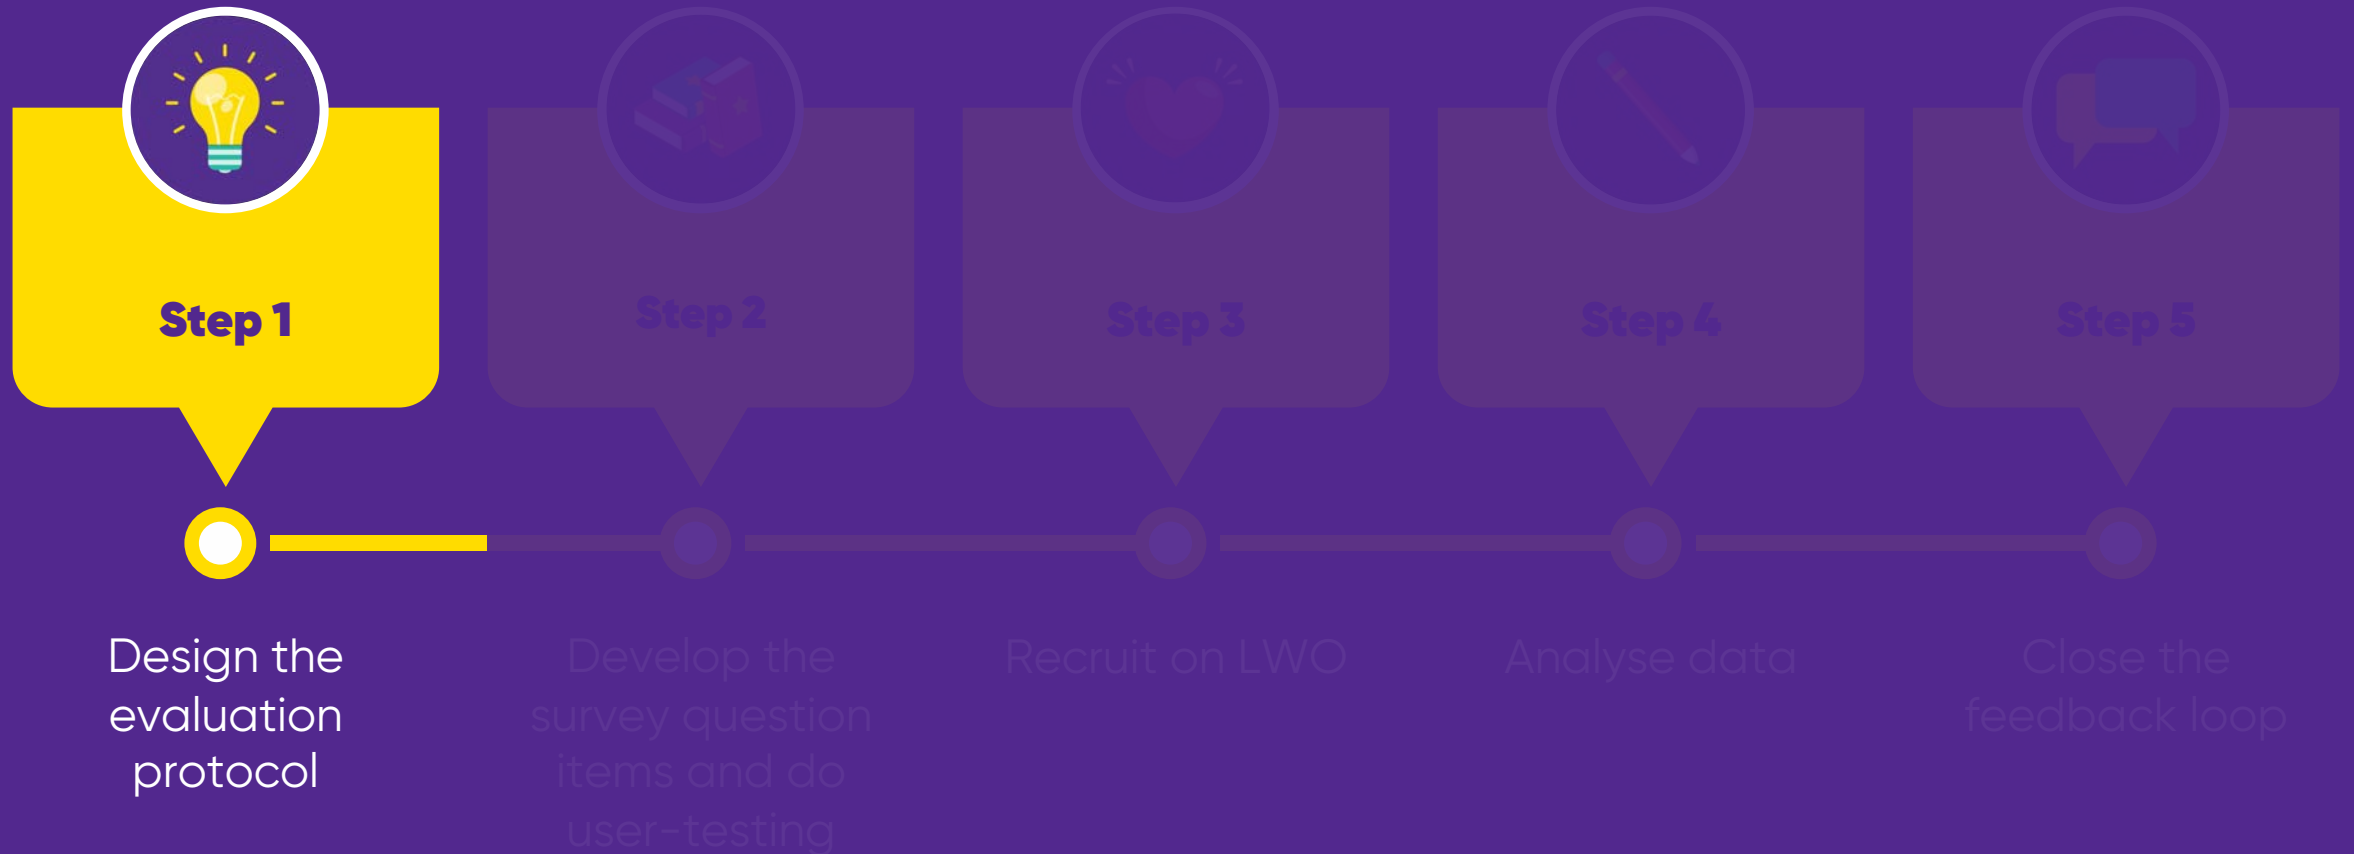 Step 1
Step 2
Step 3
Step 4
Step 5
Design the
evaluation
protocol
Develop the
survey question
items and do
user-testing
Recruit on LWO
Analyse data
Close the
feedback loop